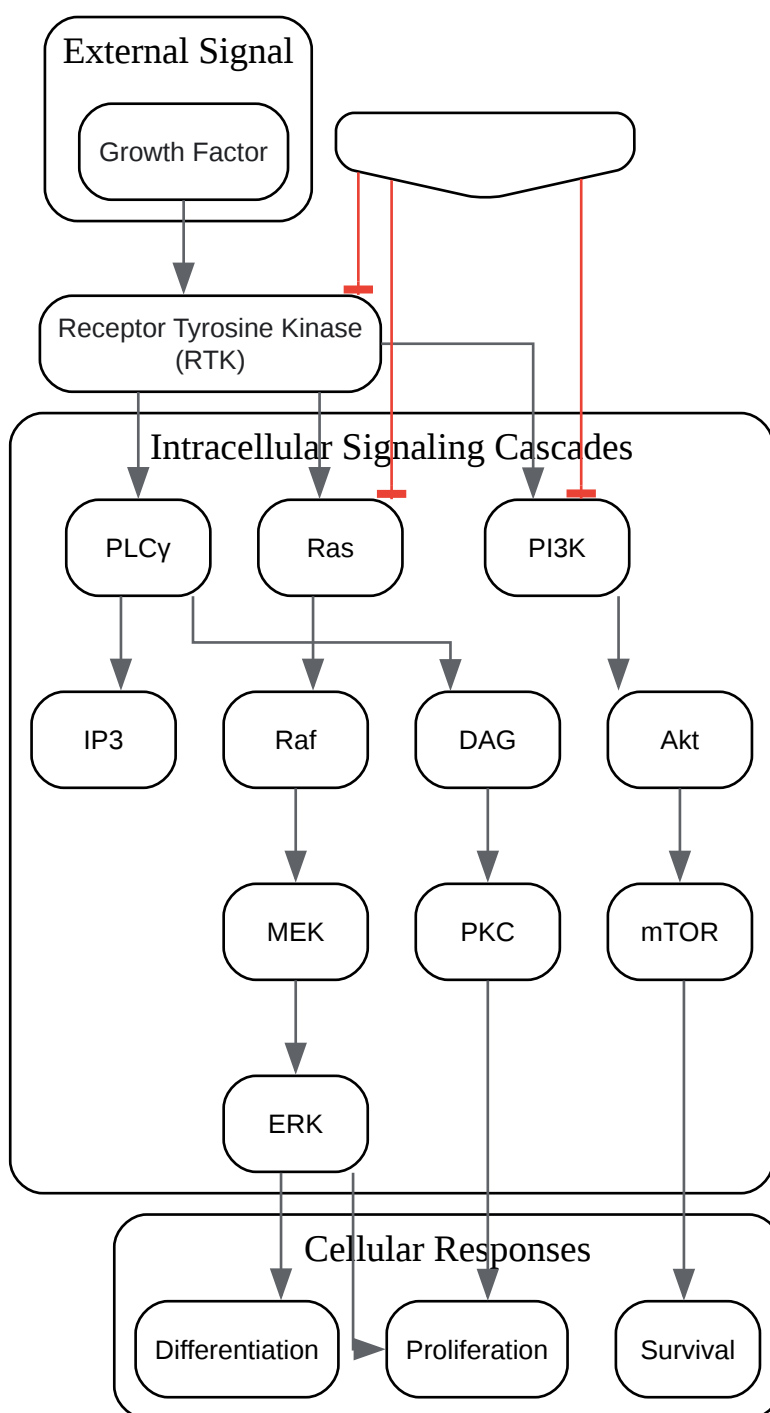 External Signal
Growth Factor
Receptor Tyrosine Kinase
(RTK)
Intracellular Signaling Cascades
PLCγ
Ras
PI3K
IP3
Raf
DAG
Akt
MEK
PKC
mTOR
ERK
Cellular Responses
Differentiation
Proliferation
Survival